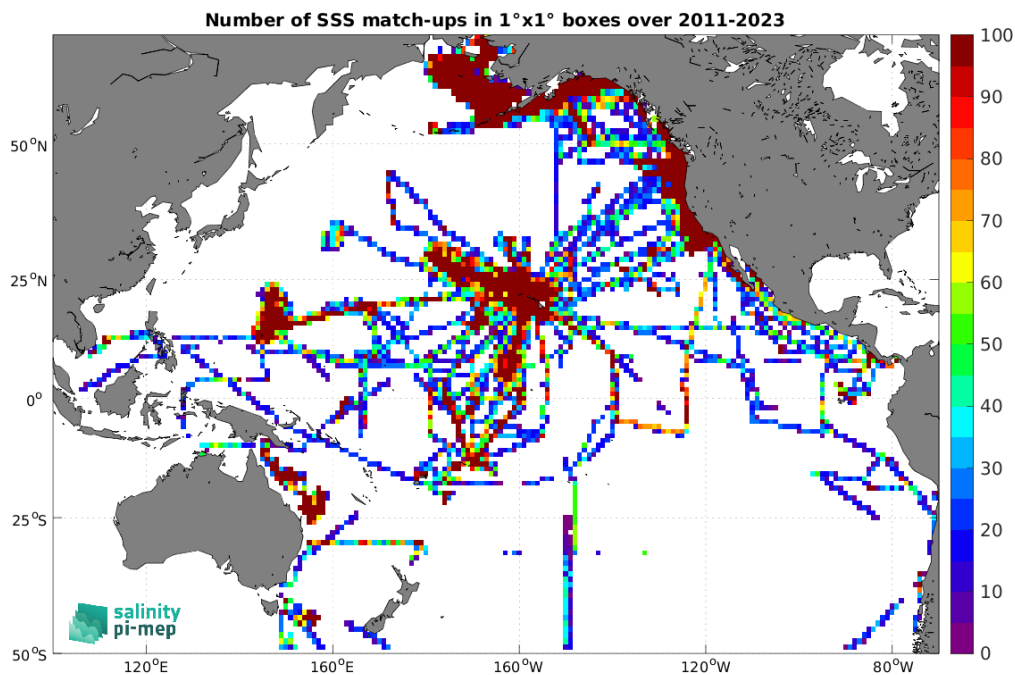 Number of SSS match-ups in 1°x1° boxes over 2011-2023
100
90
80
70
60
50
40
30
20
10
0
50°N
25°N
0°
25°S
50°S
120°E
160°E
160°W
120°W
80°W
salinity
pi-mep